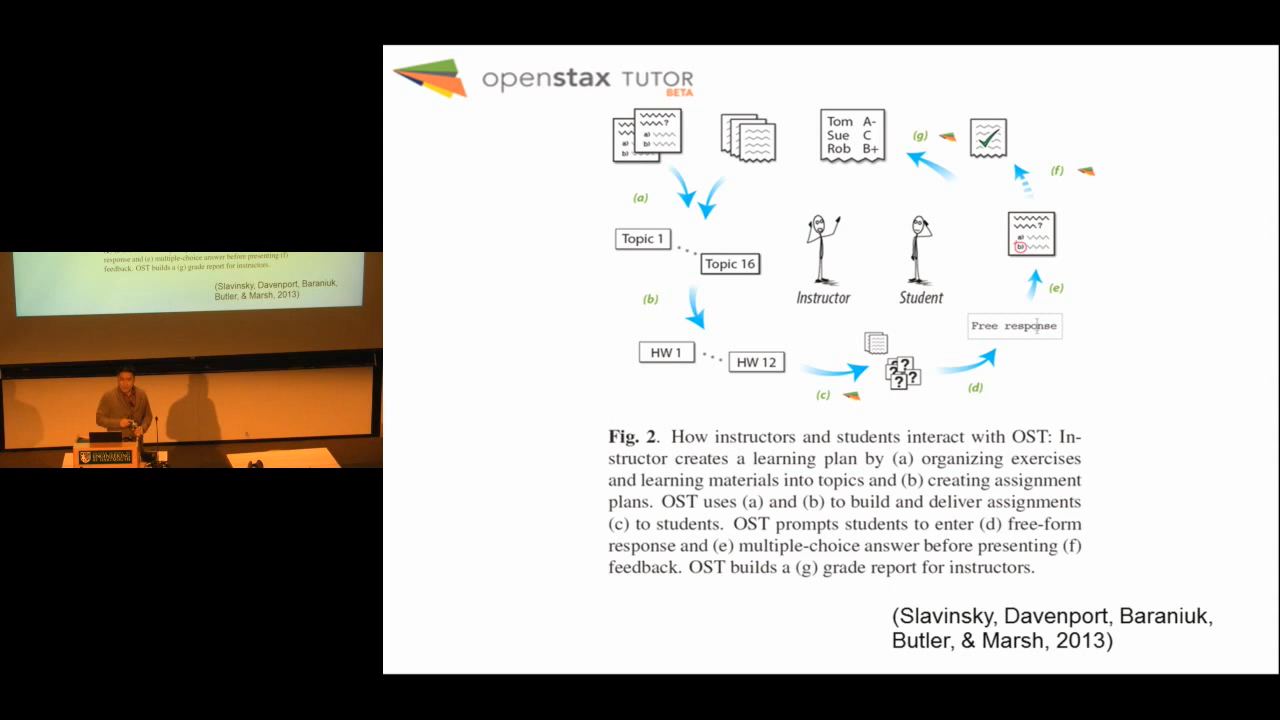 openstax TUTOR
BETA
?
a)
b)
a)
b)
Tom A-
Sue C
Rob B+
(g)
(f)
(a)
?
a)
b)
Topic 1
Topic 16
Instructor
Student
(b)
(e)
Free response
HW 1
HW 12
? ? ? ?
(c)
(d)
Fig. 2. How instructors and students interact with OST: In-
structor creates a learning plan by (a) organizing exercises
and learning materials into topics and (b) creating assignment
plans. OST uses (a) and (b) to build and deliver assignments
(c) to students. OST prompts students to enter (d) free-form
response and (e) multiple-choice answer before presenting (f)
feedback. OST builds a (g) grade report for instructors.
(Slavinsky, Davenport, Baraniuk,
Butler, & Marsh, 2013)
response and (e) multiple-choice answer before presenting (f)
feedback. OST builds a (g) grade report for instructors.
(Slavinsky, Davenport, Baraniuk,
Butler, & Marsh, 2013)
ENGINEERING
AT DARTMOUTH